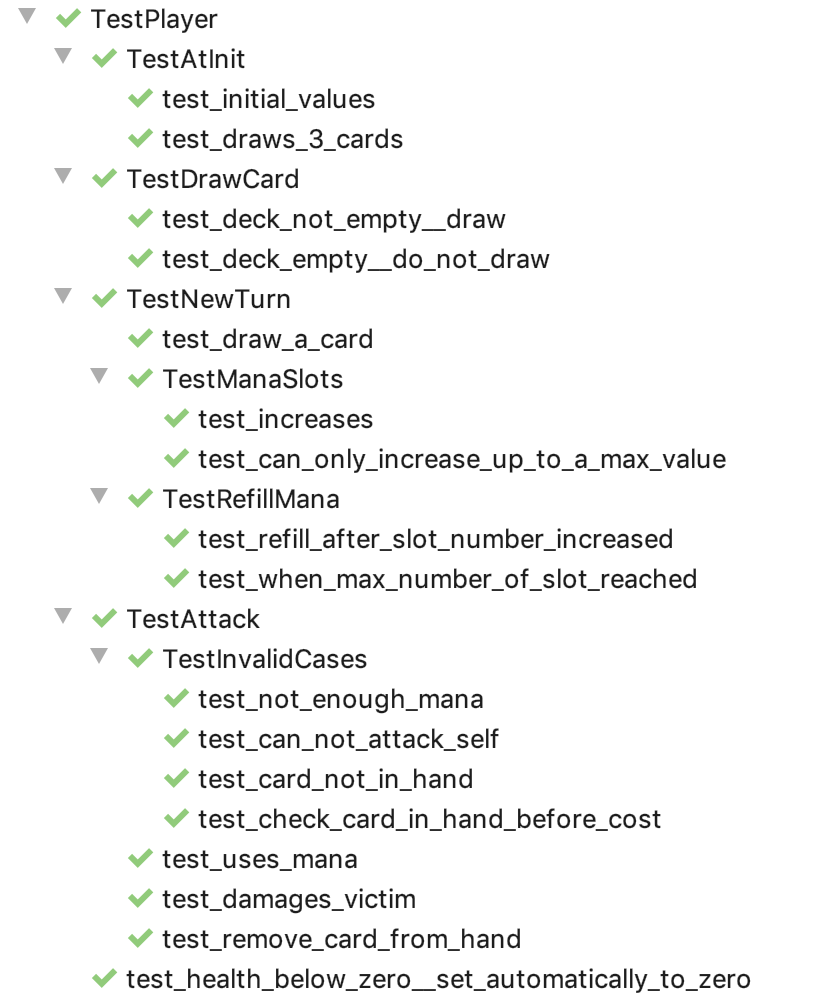 TestPlayer
TestAtInit
test_initial_values
test_draws_3_cards
TestDrawCard
test_deck_not_empty__draw
test_deck_empty__do_not_draw
TestNewTurn
test_draw_a_card
TestManaSlots
test_increases
test_can_only_increase_up_to_a_max_value
TestRefillMana
test_refill_after_slot_number_increased
test_when_max_number_of_slot_reached
TestAttack
TestInvalidCases
test_not_enough_mana
test_can_not_attack_self
test_card_not_in_hand
test_check_card_in_hand_before_cost
test_uses_mana
test_damages_victim
test_remove_card_from_hand
test_health_below_zero__set_automatically_to_zero